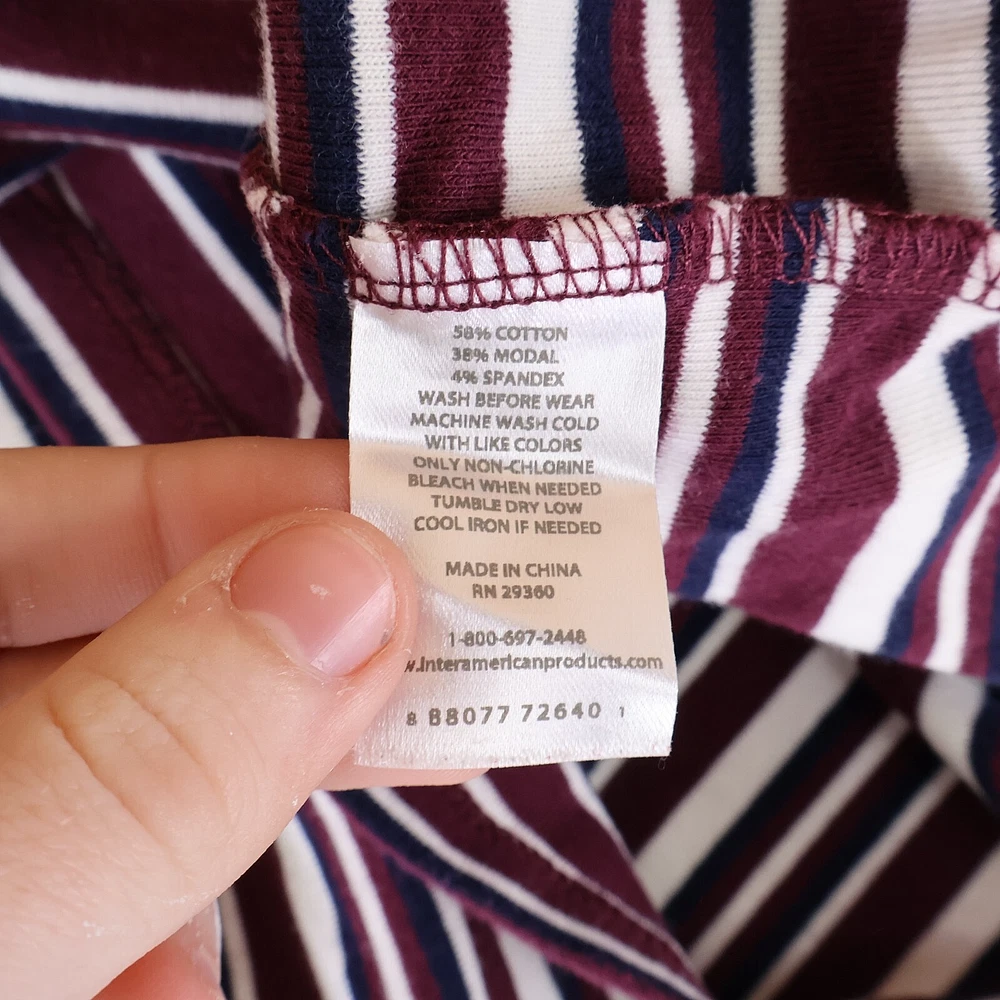 58% COTTON
38% MODAL
4% SPANDEX
WASH BEFORE WEAR
MACHINE WASH COLD
WITH LIKE COLORS
ONLY NON-CHLORINE
BLEACH WHEN NEEDED
TUMBLE DRY LOW
COOL IRON IF NEEDED
MADE IN CHINA
RN 29360
1-800-697-2448
w.interamericanproducts.com
8 88077 72640 1